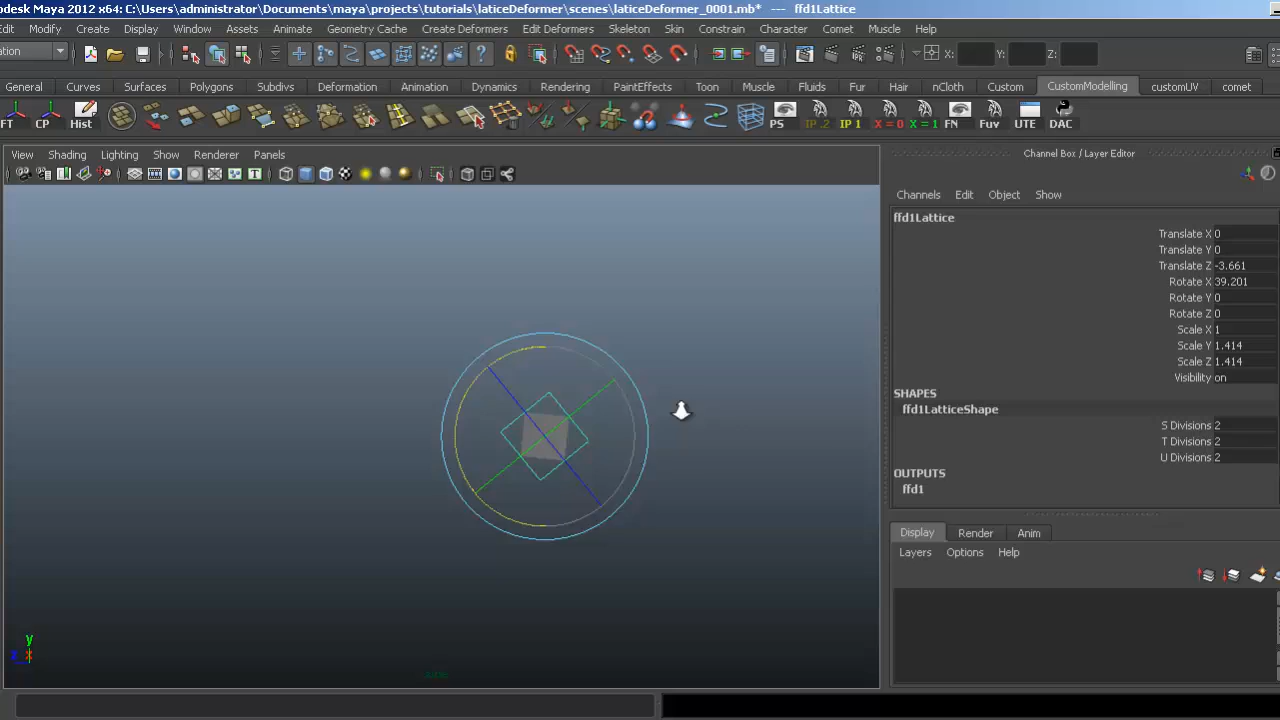 odesk Maya 2012 x64: C:\Users\administrator\Documents\maya\projects\tutorials\laticeDeformer\scenes\laticeDeformer_0001.mb* --- ffd1Lattice
Edit Modify Create Display Window Assets Animate Geometry Cache Create Deformers Edit Deformers Skeleton Skin Constrain Character Comet Muscle Help
ation X: Y: Z:
General Curves Surfaces Polygons Subdivs Deformation Animation Dynamics Rendering PaintEffects Toon Muscle Fluids Fur Hair nCloth Custom CustomModelling customUV comet
FT CP Hist PS IP .2 IP 1 X = 0 X = 1 FN Fuv UTE DAC
View Shading Lighting Show Renderer Panels
Channel Box / Layer Editor
Channels Edit Object Show
ffd1Lattice
Translate X 0
Translate Y 0
Translate Z -3.661
Rotate X 39.201
Rotate Y 0
Rotate Z 0
Scale X 1
Scale Y 1.414
Scale Z 1.414
Visibility on
SHAPES
ffd1LatticeShape
S Divisions 2
T Divisions 2
U Divisions 2
OUTPUTS
ffd1
Display Render Anim
Layers Options Help
y
z x
side